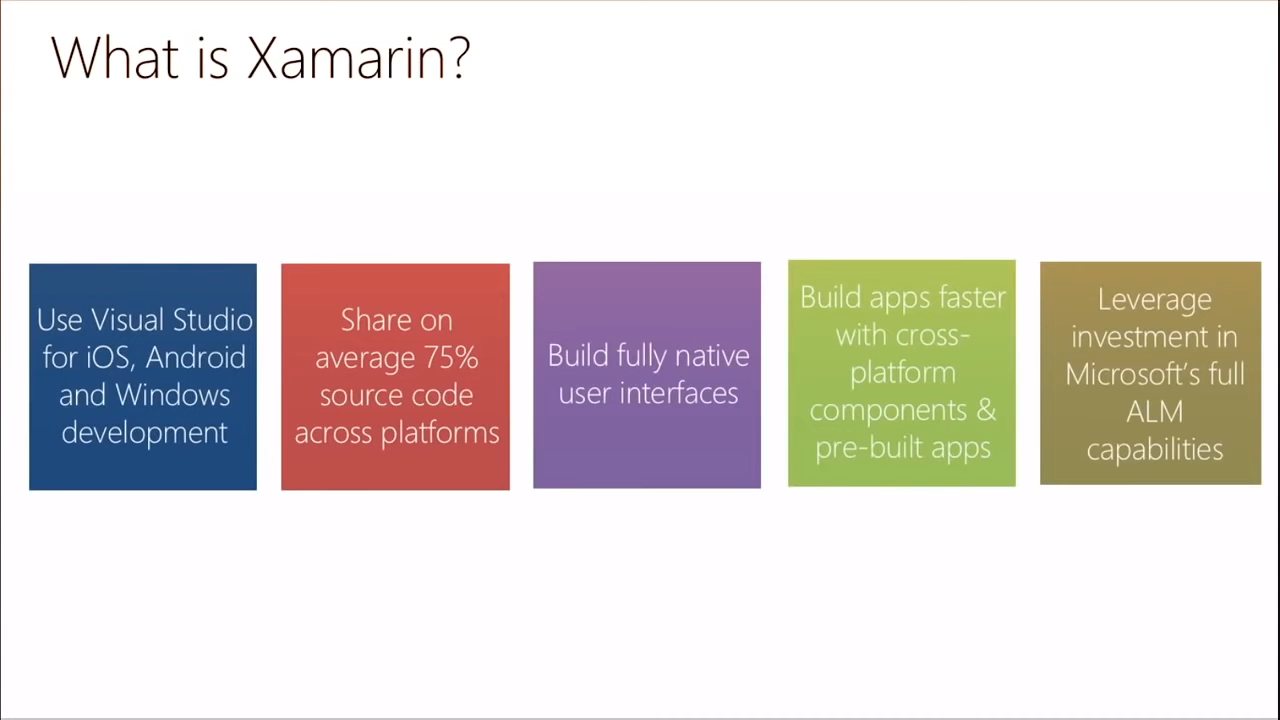 What is Xamarin?
Use Visual Studio
for iOS, Android
and Windows
development
Share on
average 75%
source code
across platforms
Build fully native
user interfaces
Build apps faster
with cross-
platform
components &
pre-built apps
Leverage
investment in
Microsoft's full
ALM
capabilities